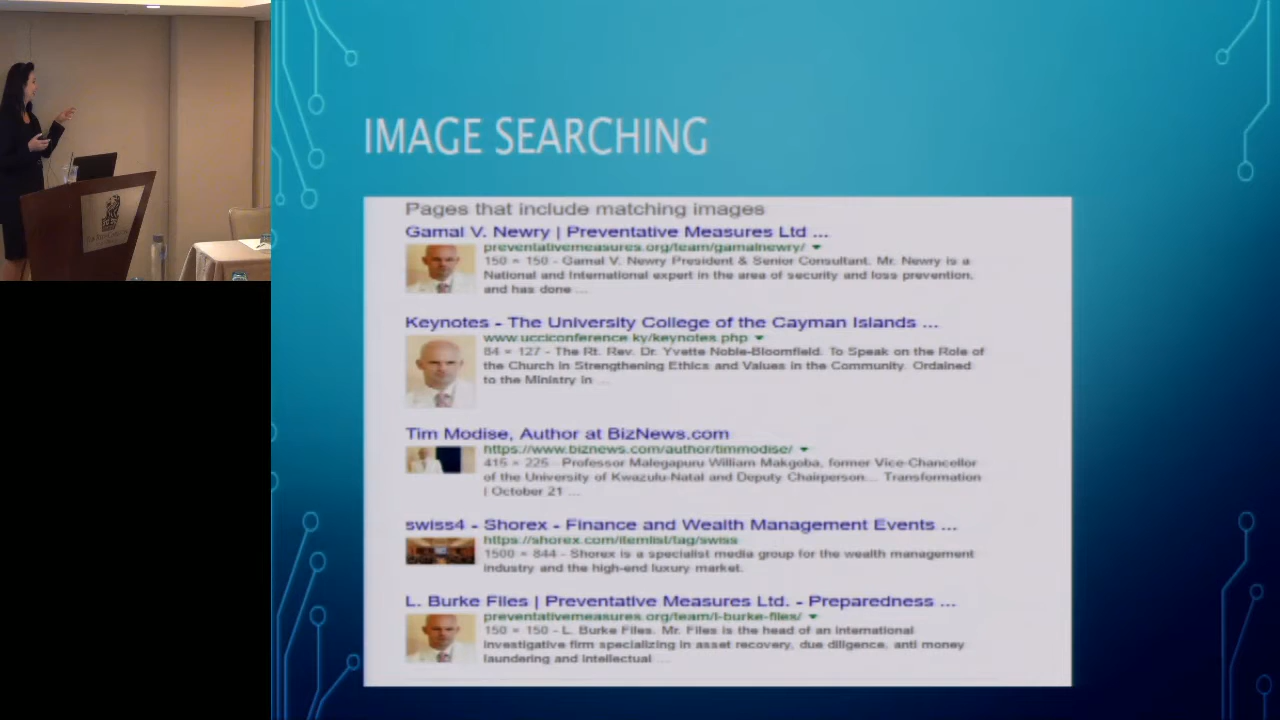 IMAGE SEARCHING
Pages that include matching images
Gamal V. Newry | Preventative Measures Ltd ...
preventativemeasures.org/team/gamalnewry/
150 × 150 - Gamal V. Newry President & Senior Consultant. Mr. Newry is a
National and International expert in the area of security and loss prevention,
and has done ...
Keynotes - The University College of the Cayman Islands ...
www.ucciconference.ky/keynotes.php
84 × 127 - The Rt. Rev. Dr. Yvette Noble-Bloomfield. To Speak on the Role of
the Church in Strengthening Ethics and Values in the Community. Ordained
to the Ministry in ...
Tim Modise, Author at BizNews.com
https://www.biznews.com/author/timmodise/
415 × 225 - Professor Malegapuru William Makgoba, former Vice-Chancellor
of the University of Kwazulu-Natal and Deputy Chairperson... Transformation
| October 21 ...
swiss4 - Shorex - Finance and Wealth Management Events ...
https://shorex.com/itemlist/tag/swiss
1500 × 844 - Shorex is a specialist media group for the wealth management
industry and the high-end luxury market.
L. Burke Files | Preventative Measures Ltd. - Preparedness ...
preventativemeasures.org/team/l-burke-files/
150 × 150 - L. Burke Files. Mr. Files is the head of an international
investigative firm specializing in asset recovery, due diligence, anti money
laundering and intellectual ...